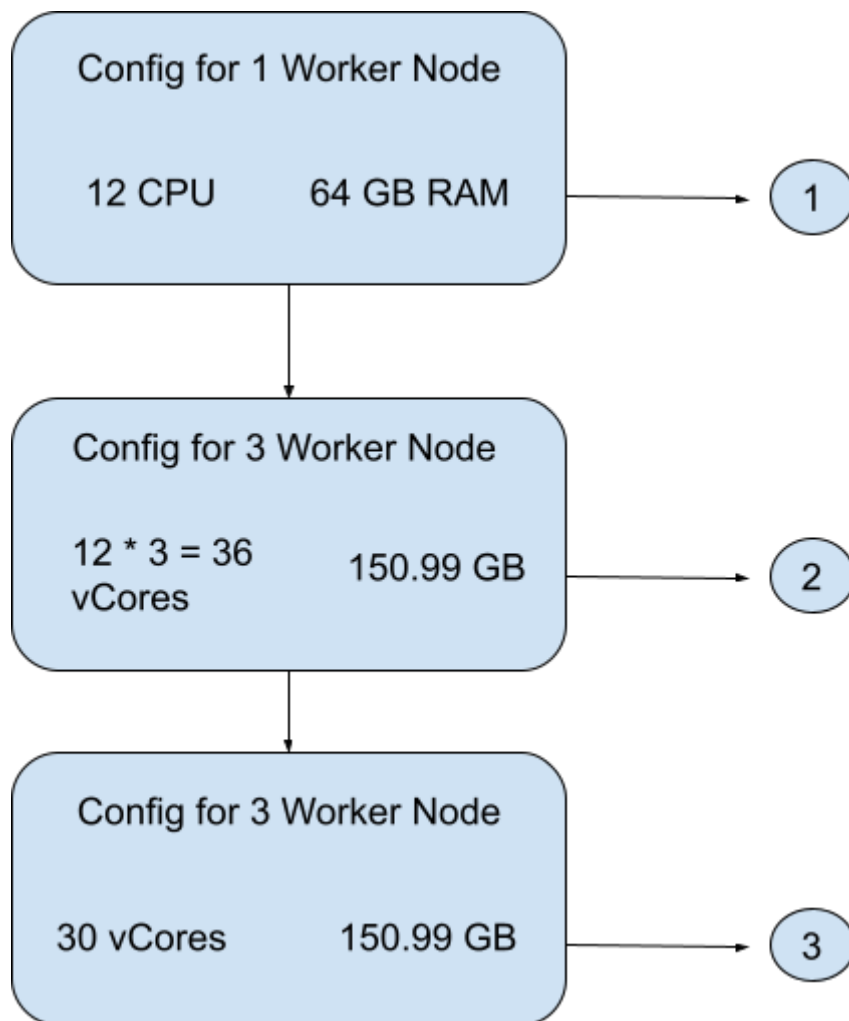 Config for 1 Worker Node
12 CPU 64 GB RAM
1
Config for 3 Worker Node
12 * 3 = 36
vCores
150.99 GB
2
Config for 3 Worker Node
30 vCores 150.99 GB
3